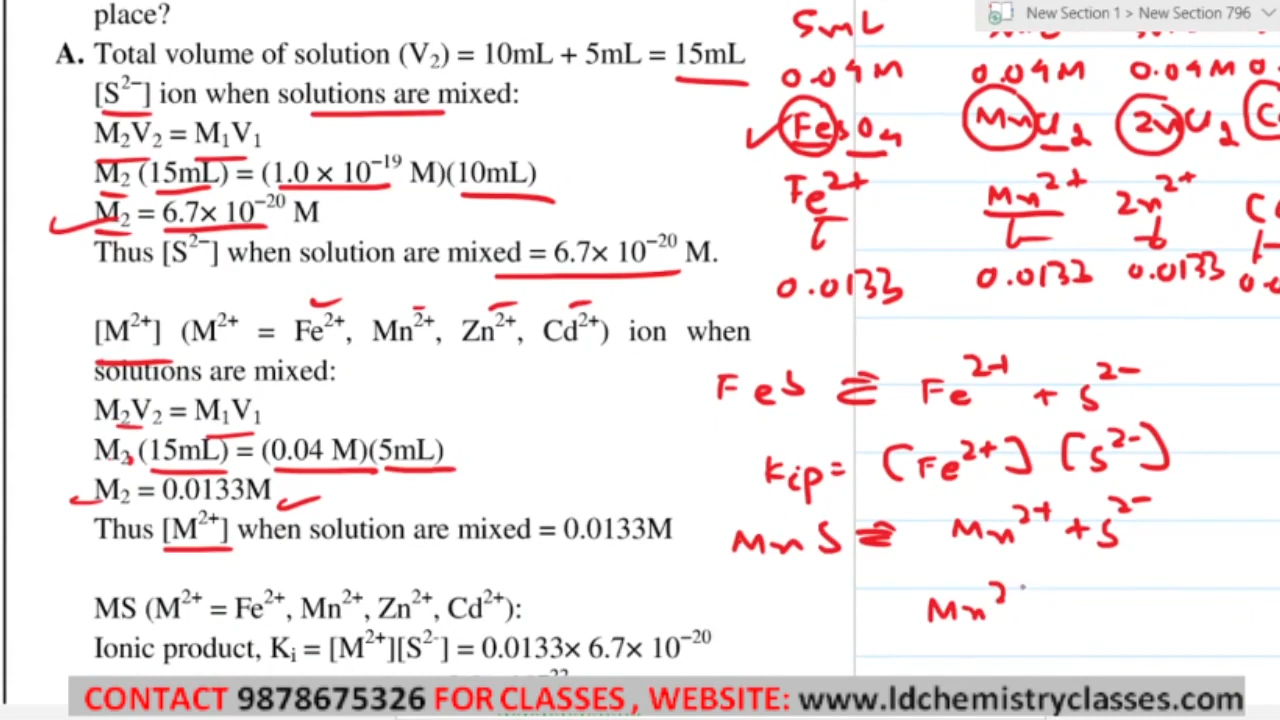 place?
A. Total volume of solution (V₂) = 10mL + 5mL = 15mL
[S²⁻] ion when solutions are mixed:
M₂V₂ = M₁V₁
M₂ (15mL) = (1.0 × 10⁻¹⁹ M)(10mL)
M₂ = 6.7× 10⁻²⁰ M
Thus [S²⁻] when solution are mixed = 6.7× 10⁻²⁰ M.
[M²⁺] (M²⁺ = Fe²⁺, Mn²⁺, Zn²⁺, Cd²⁺) ion when
solutions are mixed:
M₂V₂ = M₁V₁
M₂ (15mL) = (0.04 M)(5mL)
M₂ = 0.0133M
Thus [M²⁺] when solution are mixed = 0.0133M
MS (M²⁺ = Fe²⁺, Mn²⁺, Zn²⁺, Cd²⁺):
Ionic product, Kᵢ = [M²⁺][S²⁻] = 0.0133× 6.7× 10⁻²⁰
New Section 1 > New Section 796
5mL
0.04M 0.04M 0.04M 0
FeSO₄ MnCl₂ ZnCl₂ C
Fe²⁺ Mn²⁺ Zn²⁺ C
0.0133 0.0133 0.0133 0.0
FeS ⇌ Fe²⁺ + S²⁻
Kip = [Fe²⁺] [S²⁻]
MnS ⇌ Mn²⁺ + S²⁻
Mn²
CONTACT 9878675326 FOR CLASSES , WEBSITE: www.ldchemistryclasses.com